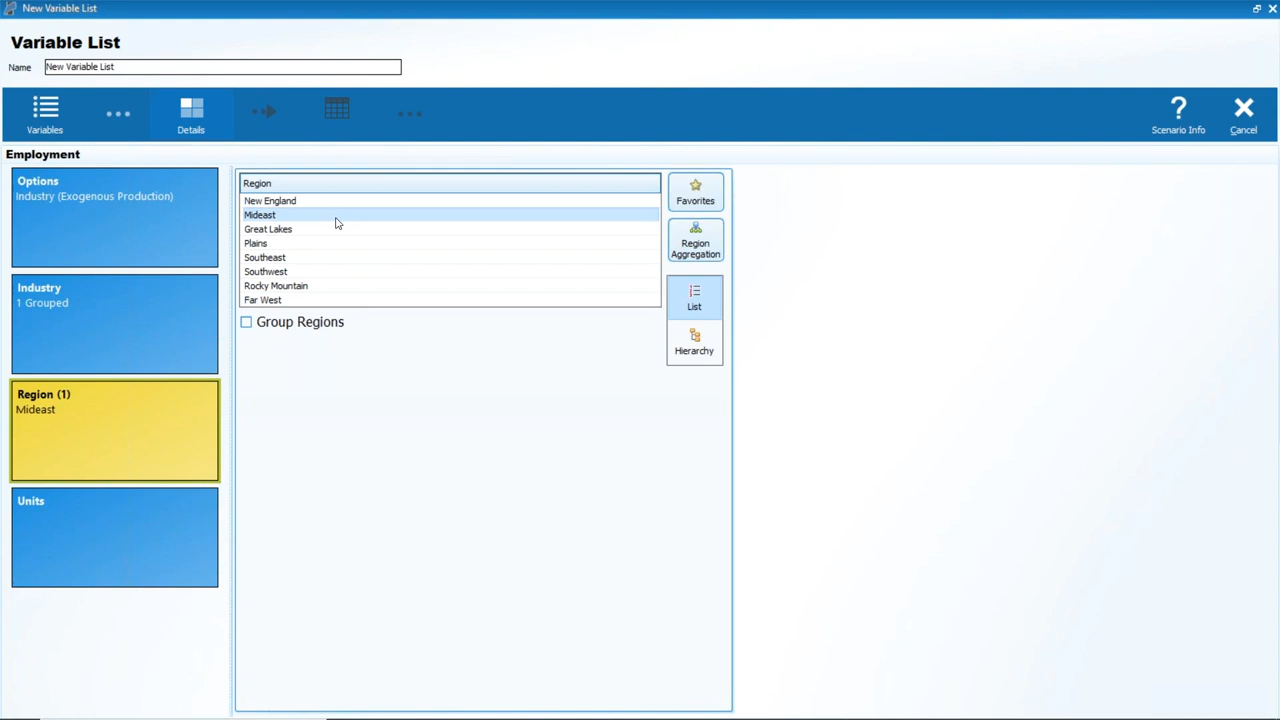 New Variable List
Variable List
Name New Variable List
Variables
Details
Scenario Info
Cancel
Employment
Options
Industry (Exogenous Production)
Industry
1 Grouped
Region (1)
Mideast
Units
Region
New England
Mideast
Great Lakes
Plains
Southeast
Southwest
Rocky Mountain
Far West
Group Regions
Favorites
Region
Aggregation
List
Hierarchy